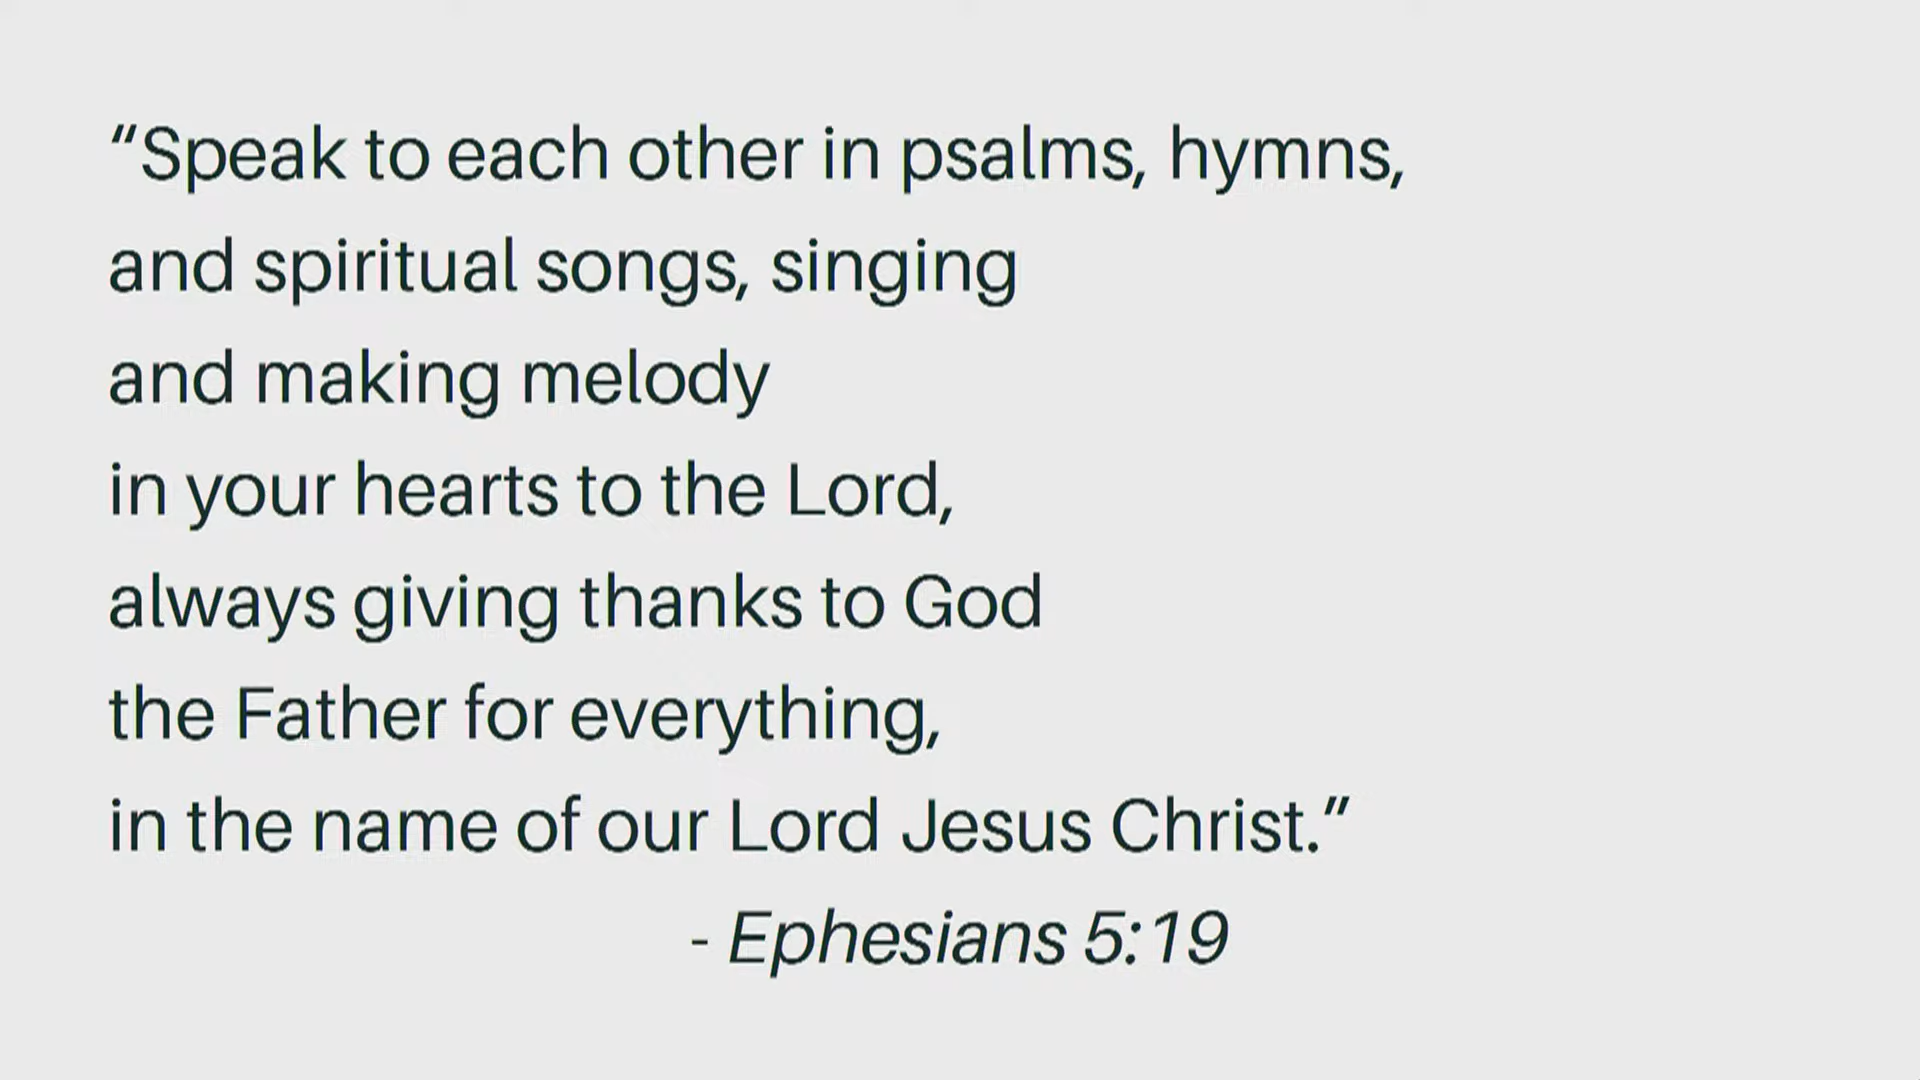 “Speak to each other in psalms, hymns,
and spiritual songs, singing
and making melody
in your hearts to the Lord,
always giving thanks to God
the Father for everything,
in the name of our Lord Jesus Christ.”
- Ephesians 5:19